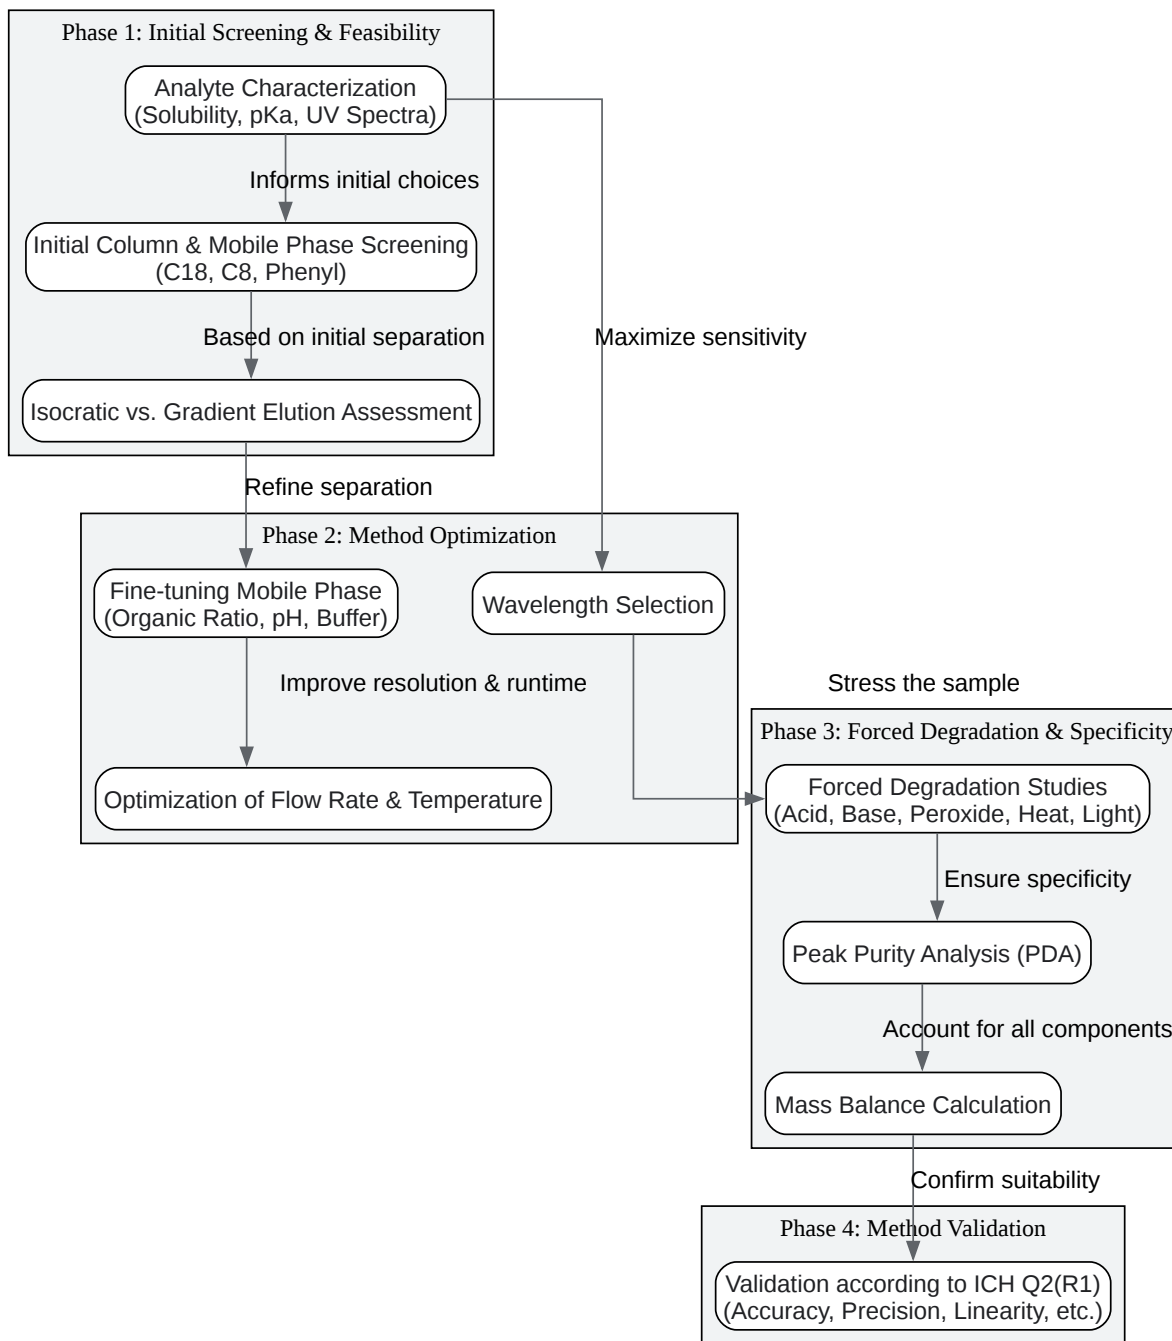 Phase 1: Initial Screening & Feasibility
Analyte Characterization
(Solubility, pKa, UV Spectra)
Informs initial choices
Initial Column & Mobile Phase Screening
(C18, C8, Phenyl)
Based on initial separation
Maximize sensitivity
Isocratic vs. Gradient Elution Assessment
Refine separation
Phase 2: Method Optimization
Fine-tuning Mobile Phase
(Organic Ratio, pH, Buffer)
Wavelength Selection
Improve resolution & runtime
Stress the sample
Optimization of Flow Rate & Temperature
Phase 3: Forced Degradation & Specificity
Forced Degradation Studies
(Acid, Base, Peroxide, Heat, Light)
Ensure specificity
Peak Purity Analysis (PDA)
Account for all components
Mass Balance Calculation
Confirm suitability
Phase 4: Method Validation
Validation according to ICH Q2(R1)
(Accuracy, Precision, Linearity, etc.)